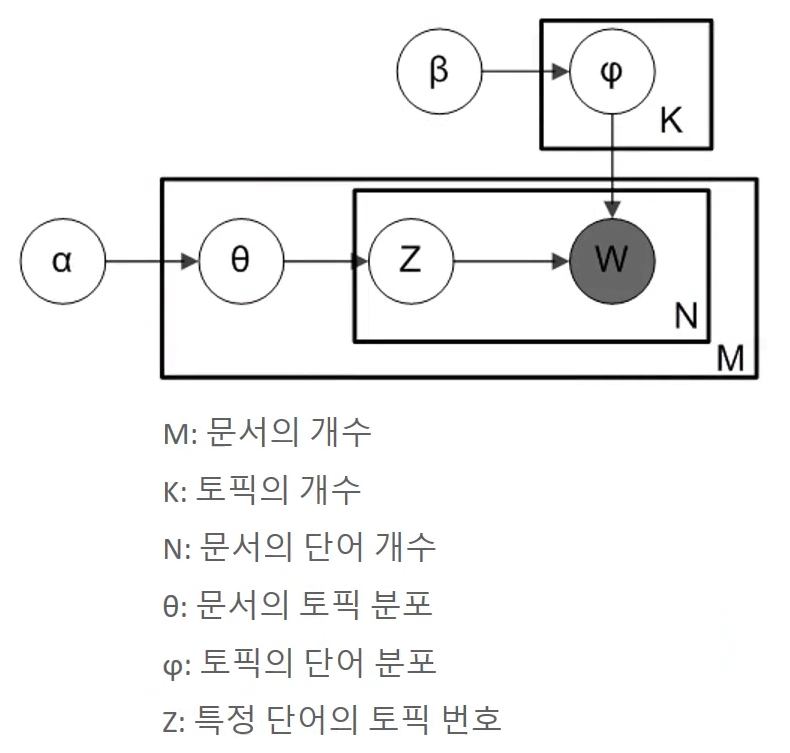 β
φ
K
α
θ
Z
W
N
M
M: 문서의 개수
K: 토픽의 개수
N: 문서의 단어 개수
θ: 문서의 토픽 분포
φ: 토픽의 단어 분포
Z: 특정 단어의 토픽 번호